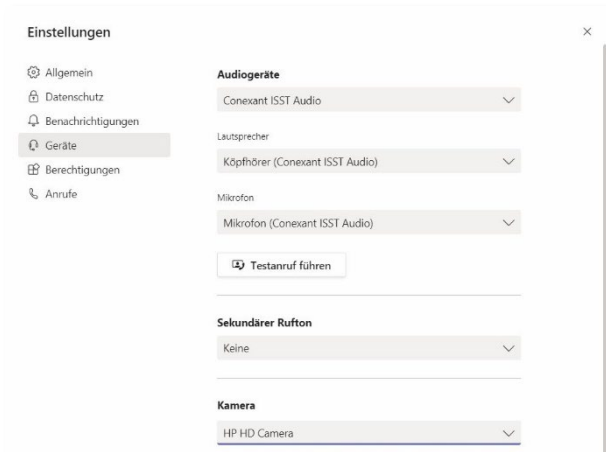 Einstellungen
Allgemein
Datenschutz
Benachrichtigungen
Geräte
Berechtigungen
Anrufe
Audiogeräte
Conexant ISST Audio
Lautsprecher
Köpfhörer (Conexant ISST Audio)
Mikrofon
Mikrofon (Conexant ISST Audio)
Testanruf führen
Sekundärer Rufton
Keine
Kamera
HP HD Camera